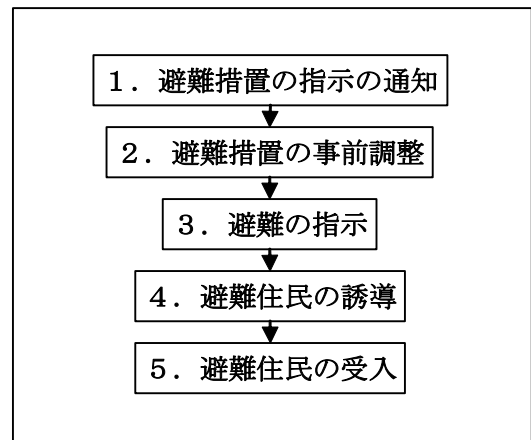 １．避難措置の指示の通知
２．避難措置の事前調整
３．避難の指示
４．避難住民の誘導
５．避難住民の受入